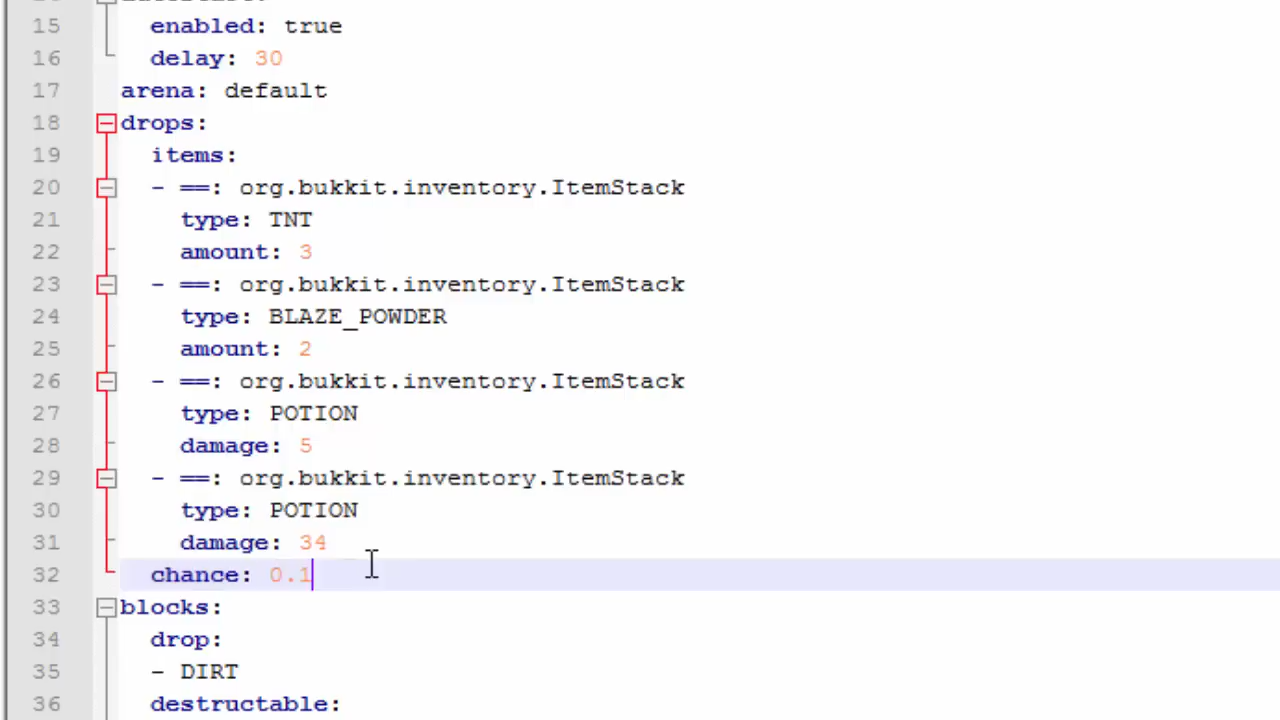 15 enabled: true
16 delay: 30
17 arena: default
18 drops:
19 items:
20 - ==: org.bukkit.inventory.ItemStack
21 type: TNT
22 amount: 3
23 - ==: org.bukkit.inventory.ItemStack
24 type: BLAZE_POWDER
25 amount: 2
26 - ==: org.bukkit.inventory.ItemStack
27 type: POTION
28 damage: 5
29 - ==: org.bukkit.inventory.ItemStack
30 type: POTION
31 damage: 34
32 chance: 0.1
33 blocks:
34 drop:
35 - DIRT
36 destructable: